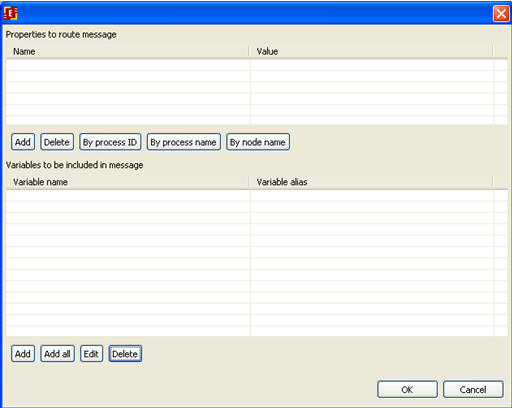 E
Properties to route message
Name Value
Add Delete By process ID By process name By node name
Variables to be included in message
Variable name Variable alias
Add Add all Edit Delete
OK Cancel